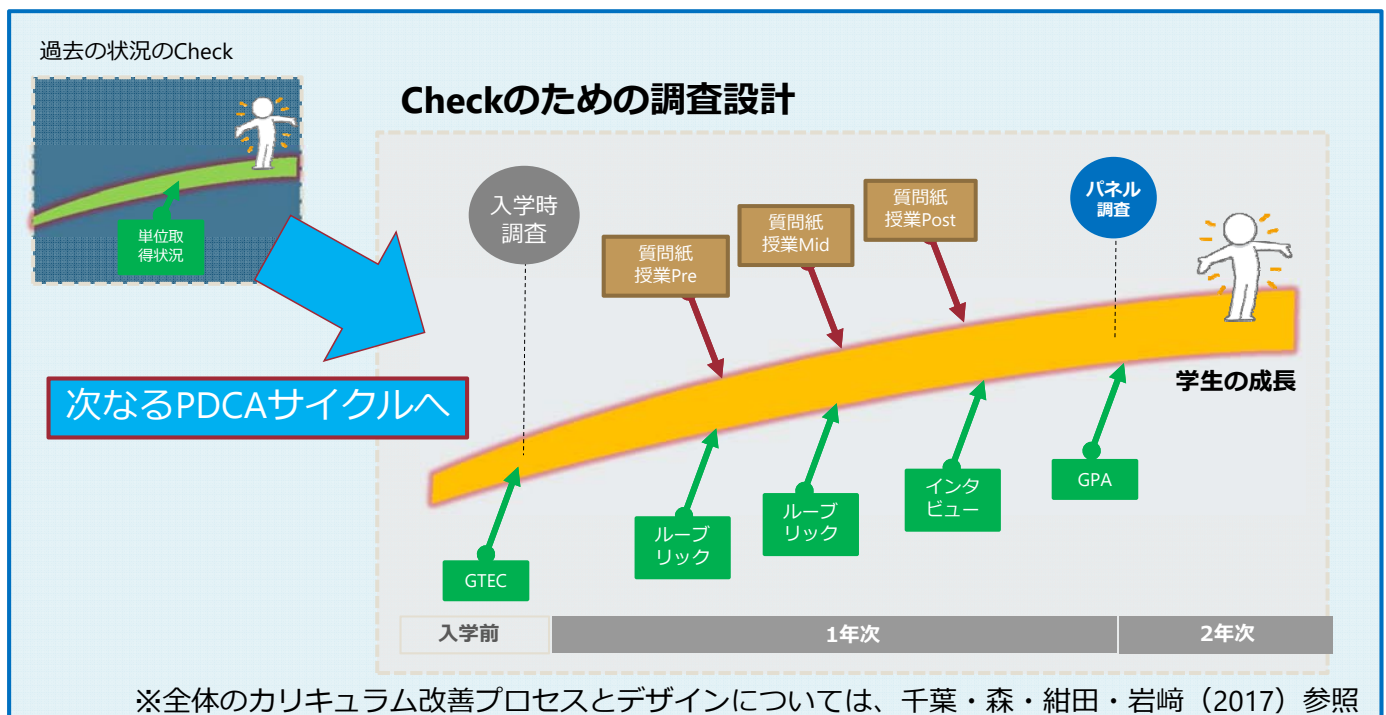 過去の状況のCheck
単位取
得状況
次なるPDCAサイクルへ
Checkのための調査設計
入学時
調査
質問紙
授業Pre
質問紙
授業Mid
質問紙
授業Post
パネル
調査
学生の成長
GTEC
ルーブ
リック
ルーブ
リック
インタ
ビュー
GPA
入学前
1年次
2年次
※全体のカリキュラム改善プロセスとデザインについては、千葉・森・紺田・岩﨑（2017）参照